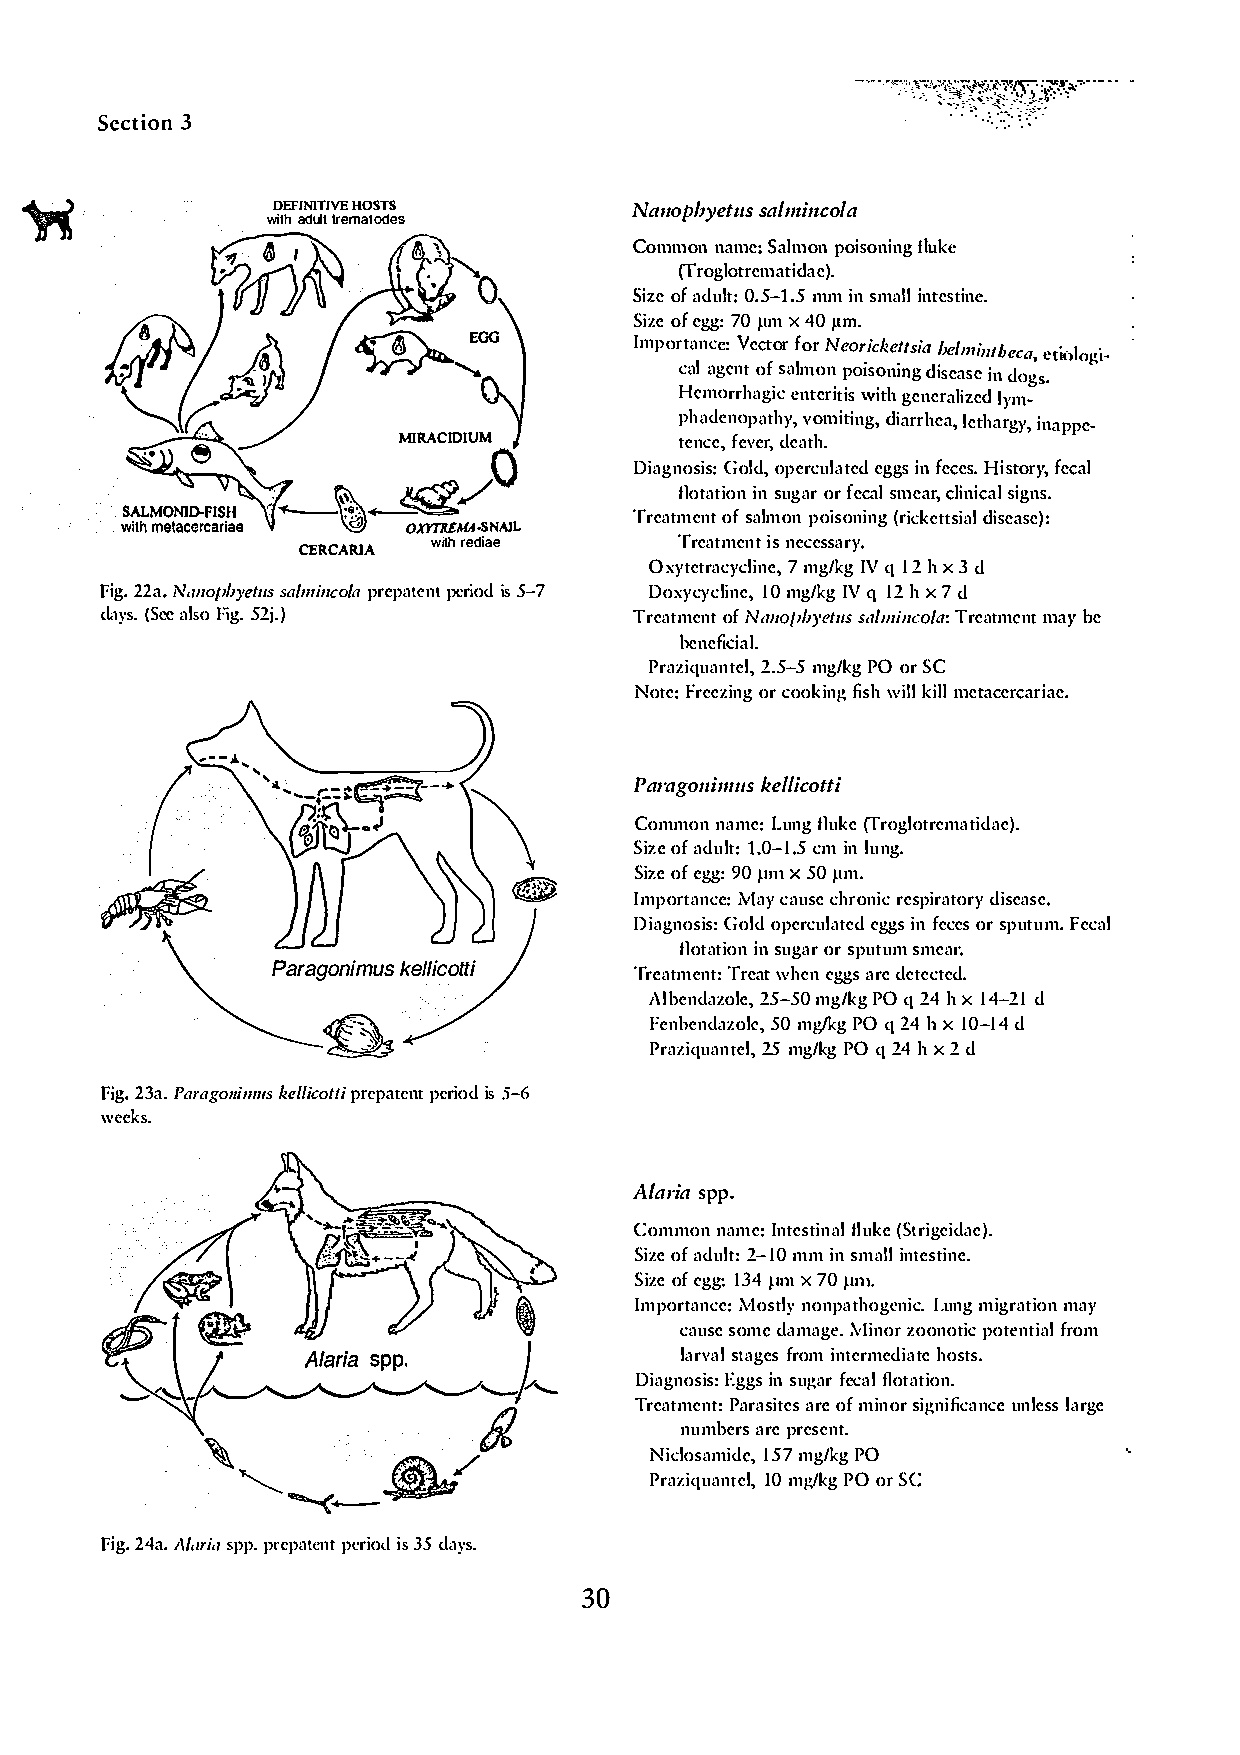 Section 3
DEFINITIVE HOSTS
with adult trematodes
EGG
MIRACIDIUM
SALMONID-FISH
with metacercariae
OXYTREMA-SNAIL
with rediae
CERCARIA
Fig. 22a. Nanophyetus salmincola prepatent period is 5–7
days. (See also Fig. 52j.)
Nanophyetus salmincola
Common name: Salmon poisoning fluke
(Troglotrematidae).
Size of adult: 0.5–1.5 mm in small intestine.
Size of egg: 70 µm × 40 µm.
Importance: Vector for Neorickettsia helmintheca, etiologi-
cal agent of salmon poisoning disease in dogs.
Hemorrhagic enteritis with generalized lym-
phadenopathy, vomiting, diarrhea, lethargy, inappe-
tence, fever, death.
Diagnosis: Gold, operculated eggs in feces. History, fecal
flotation in sugar or fecal smear, clinical signs.
Treatment of salmon poisoning (rickettsial disease):
Treatment is necessary.
Oxytetracycline, 7 mg/kg IV q 12 h × 3 d
Doxycycline, 10 mg/kg IV q 12 h × 7 d
Treatment of Nanophyetus salmincola: Treatment may be
beneficial.
Praziquantel, 2.5–5 mg/kg PO or SC
Note: Freezing or cooking fish will kill metacercariae.
Paragonimus kellicotti
Fig. 23a. Paragonimus kellicotti prepatent period is 5–6
weeks.
Paragonimus kellicotti
Common name: Lung fluke (Troglotrematidae).
Size of adult: 1.0–1.5 cm in lung.
Size of egg: 90 µm × 50 µm.
Importance: May cause chronic respiratory disease.
Diagnosis: Gold operculated eggs in feces or sputum. Fecal
flotation in sugar or sputum smear.
Treatment: Treat when eggs are detected.
Albendazole, 25–50 mg/kg PO q 24 h × 14–21 d
Fenbendazole, 50 mg/kg PO q 24 h × 10–14 d
Praziquantel, 25 mg/kg PO q 24 h × 2 d
Alaria spp.
Fig. 24a. Alaria spp. prepatent period is 35 days.
Alaria spp.
Common name: Intestinal fluke (Strigeidae).
Size of adult: 2–10 mm in small intestine.
Size of egg: 134 µm × 70 µm.
Importance: Mostly nonpathogenic. Lung migration may
cause some damage. Minor zoonotic potential from
larval stages from intermediate hosts.
Diagnosis: Eggs in sugar fecal flotation.
Treatment: Parasites are of minor significance unless large
numbers are present.
Niclosamide, 157 mg/kg PO
Praziquantel, 10 mg/kg PO or SC
30